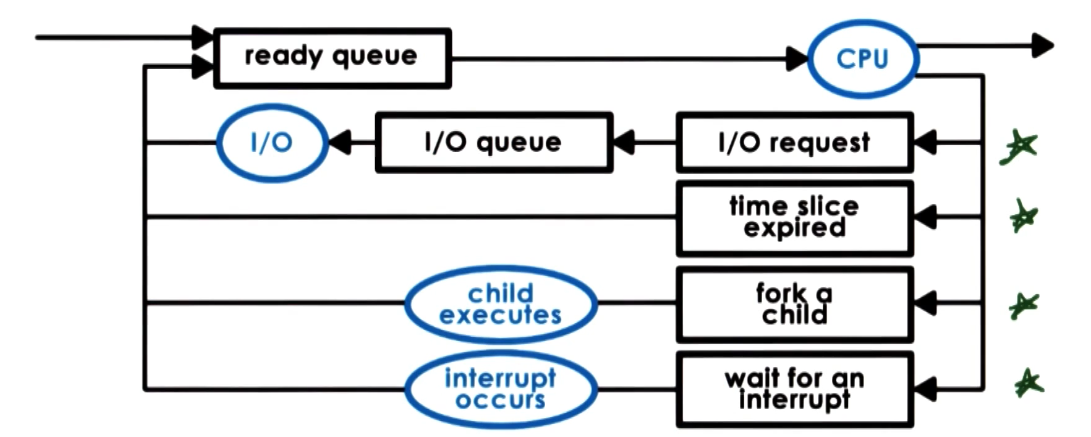 ready queue
CPU
I/O
I/O queue
I/O request
time slice
expired
child
executes
fork a
child
interrupt
occurs
wait for an
interrupt